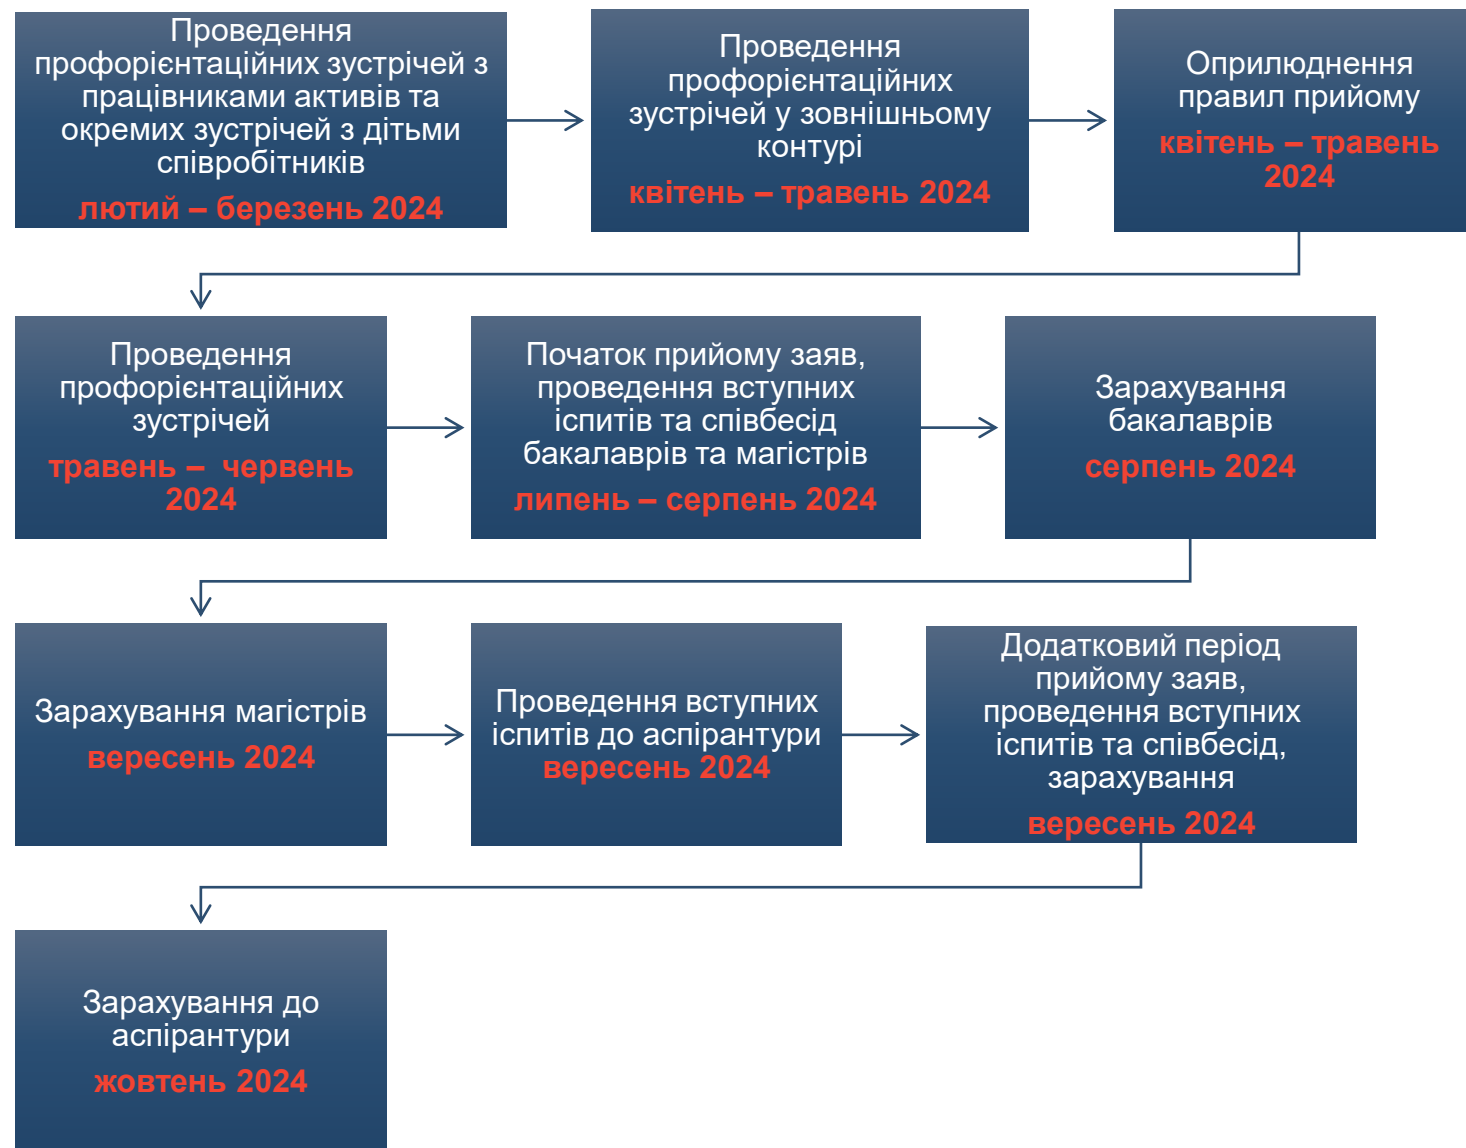 Проведення
профорієнтаційних зустрічей з
працівниками активів та
окремих зустрічей з дітьми
співробітників
лютий – березень 2024
Проведення
профорієнтаційних
зустрічей у зовнішньому
контурі
квітень – травень 2024
Оприлюднення
правил прийому
квітень – травень
2024
Проведення
профорієнтаційних
зустрічей
травень – червень
2024
Початок прийому заяв,
проведення вступних
іспитів та співбесід
бакалаврів та магістрів
липень – серпень 2024
Зарахування
бакалаврів
серпень 2024
Зарахування магістрів
вересень 2024
Проведення вступних
іспитів до аспірантури
вересень 2024
Додатковий період
прийому заяв,
проведення вступних
іспитів та співбесід,
зарахування
вересень 2024
Зарахування до
аспірантури
жовтень 2024